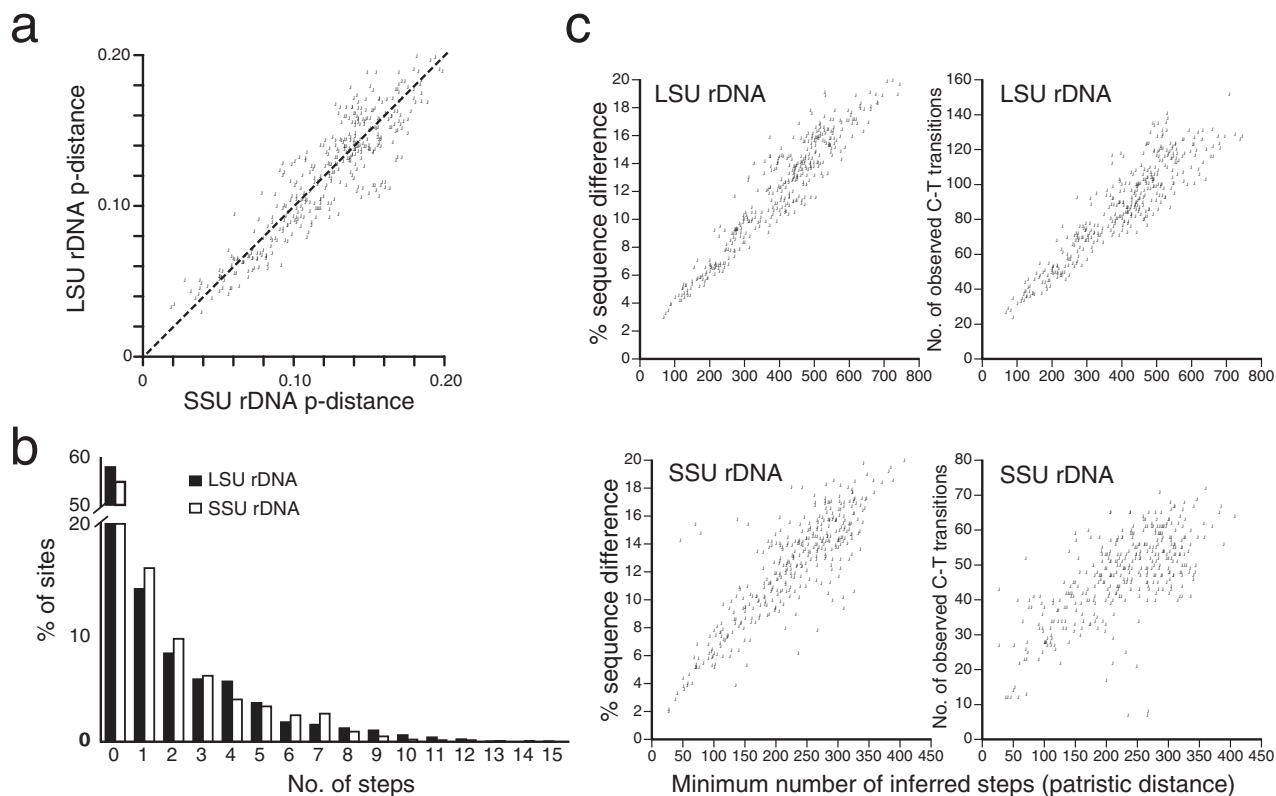 a
0.20
0.10
0
LSU rDNA p-distance
0 0.10 0.20
SSU rDNA p-distance
b
60
50
20
10
0
% of sites
LSU rDNA
SSU rDNA
0 1 2 3 4 5 6 7 8 9 10 11 12 13 14 15
No. of steps
c
LSU rDNA
20
18
16
14
12
10
8
6
4
2
0
% sequence difference
0 100 200 300 400 500 600 700 800
LSU rDNA
160
140
120
100
80
60
40
20
0
No. of observed C-T transitions
0 100 200 300 400 500 600 700 800
SSU rDNA
20
18
16
14
12
10
8
6
4
2
0
% sequence difference
0 50 100 150 200 250 300 350 400 450
SSU rDNA
80
70
60
50
40
30
20
10
0
No. of observed C-T transitions
0 50 100 150 200 250 300 350 400 450
Minimum number of inferred steps (patristic distance)